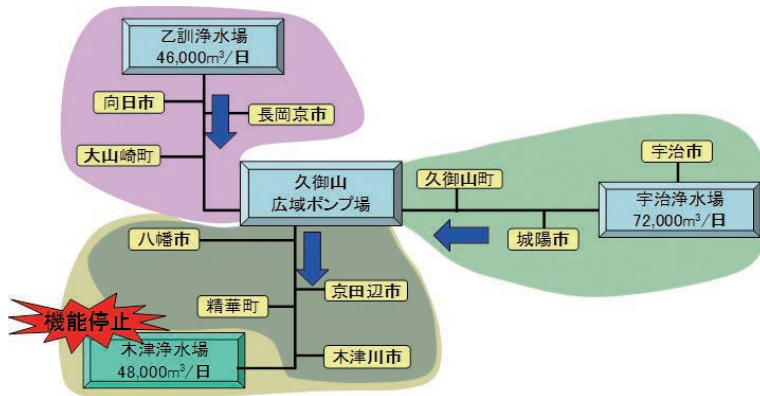 乙訓浄水場
46,000m³/日
向日市
長岡京市
大山崎町
宇治市
久御山
広域ポンプ場
久御山町
宇治浄水場
72,000m³/日
城陽市
八幡市
京田辺市
精華町
機能停止
木津浄水場
48,000m³/日
木津川市